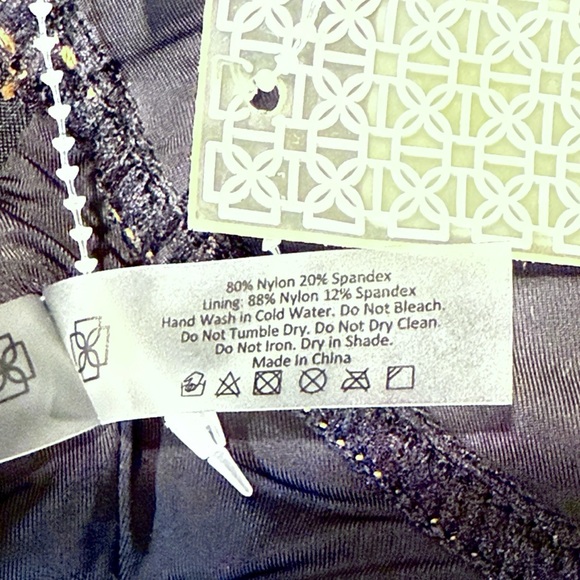 80% Nylon 20% Spandex
Lining: 88% Nylon 12% Spandex
Hand Wash in Cold Water. Do Not Bleach.
Do Not Tumble Dry. Do Not Dry Clean.
Do Not Iron. Dry in Shade.
Made In China